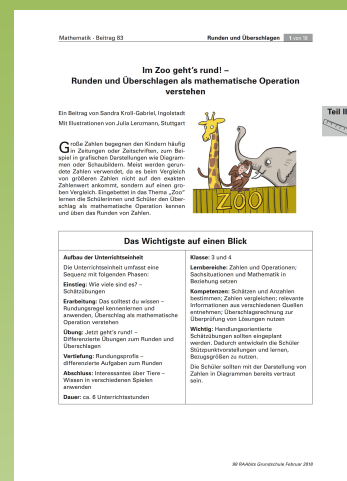 Mathematik · Beitrag 83 Runden und Überschlagen 1 von 18
Im Zoo geht's rund! –
Runden und Überschlagen als mathematische Operation
verstehen
Teil II
Ein Beitrag von Sandra Kroll-Gabriel, Ingolstadt
Mit Illustrationen von Julia Lenzmann, Stuttgart
Große Zahlen begegnen den Kindern häufig
in Zeitungen oder Zeitschriften, zum Bei-
spiel in grafischen Darstellungen wie Diagram-
men oder Schaubildern. Meist werden gerun-
dete Zahlen verwendet, da es beim Vergleich
von größeren Zahlen nicht auf den exakten
Zahlenwert ankommt, sondern auf einen gro-
ben Vergleich. Eingebettet in das Thema „Zoo“
lernen die Schülerinnen und Schüler den Über-
schlag als mathematische Operation kennen
und üben das Runden von Zahlen.
ZOO
Das Wichtigste auf einen Blick
Aufbau der Unterrichtseinheit
Die Unterrichtseinheit umfasst eine
Sequenz mit folgenden Phasen:
Einstieg: Wie viele sind es? –
Schätzübungen
Erarbeitung: Das solltest du wissen –
Rundungsregel kennenlernen und
anwenden, Überschlag als mathematische
Operation verstehen
Übung: Jetzt geht's rund! –
Differenzierte Übungen zum Runden und
Überschlagen
Vertiefung: Rundungsprofis –
differenzierte Aufgaben zum Runden
Abschluss: Interessantes über Tiere –
Wissen in verschiedenen Spielen
anwenden
Dauer: ca. 6 Unterrichtsstunden
Klasse: 3 und 4
Lernbereiche: Zahlen und Operationen;
Sachsituationen und Mathematik in
Beziehung setzen
Kompetenzen: Schätzen und Anzahlen
bestimmen; Zahlen vergleichen; relevante
Informationen aus verschiedenen Quellen
entnehmen; Überschlagsrechnung zur
Überprüfung von Lösungen nutzen
Wichtig: Handlungsorientierte
Schätzübungen sollten eingeplant
werden. Dadurch entwickeln die Schüler
Stützpunktvorstellungen und lernen,
Bezugsgrößen zu nutzen.
Die Schüler sollten mit der Darstellung von
Zahlen in Diagrammen bereits vertraut
sein.
98 RAAbits Grundschule Februar 2018